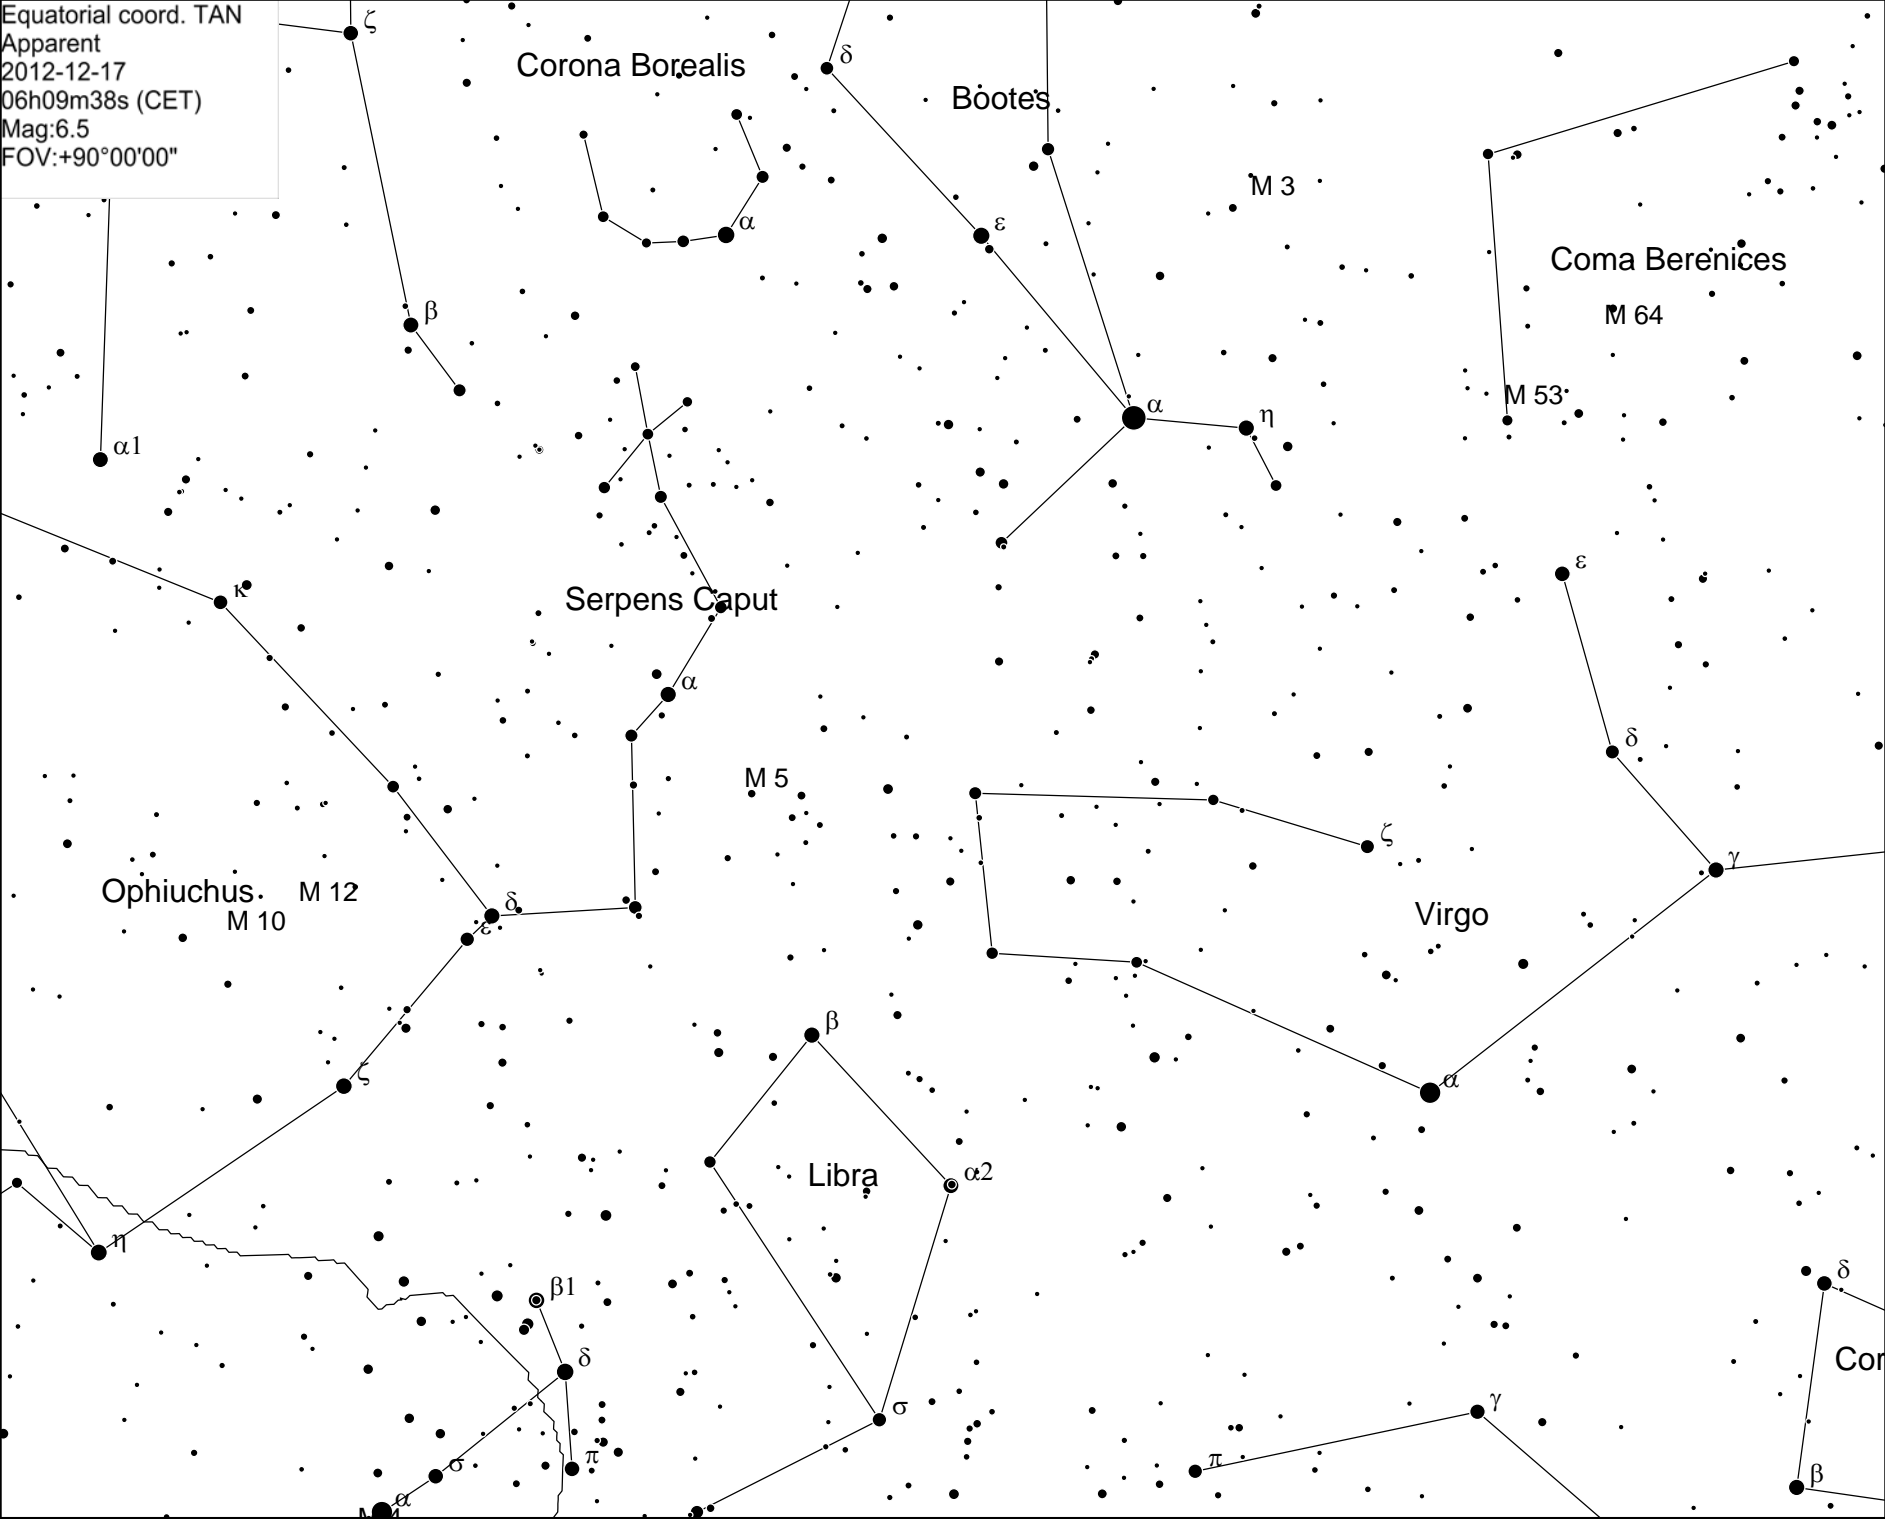 Equatorial coord. TAN
Apparent
2012-12-17
06h09m38s (CET)
Mag:6.5
FOV:+90°00'00"
ζ
δ
Corona Borealis
Bootes
M 3
α
ε
Coma Berenices
β
M 64
M 53
α
η
α1
ε
κ
Serpens Caput
α
δ
M 5
ζ
γ
Ophiuchus
M 12
M 10
δ
ε
Virgo
β
ζ
α
Libra
α2
η
β1
δ
δ
Cor
σ
γ
π
σ
π
β
α